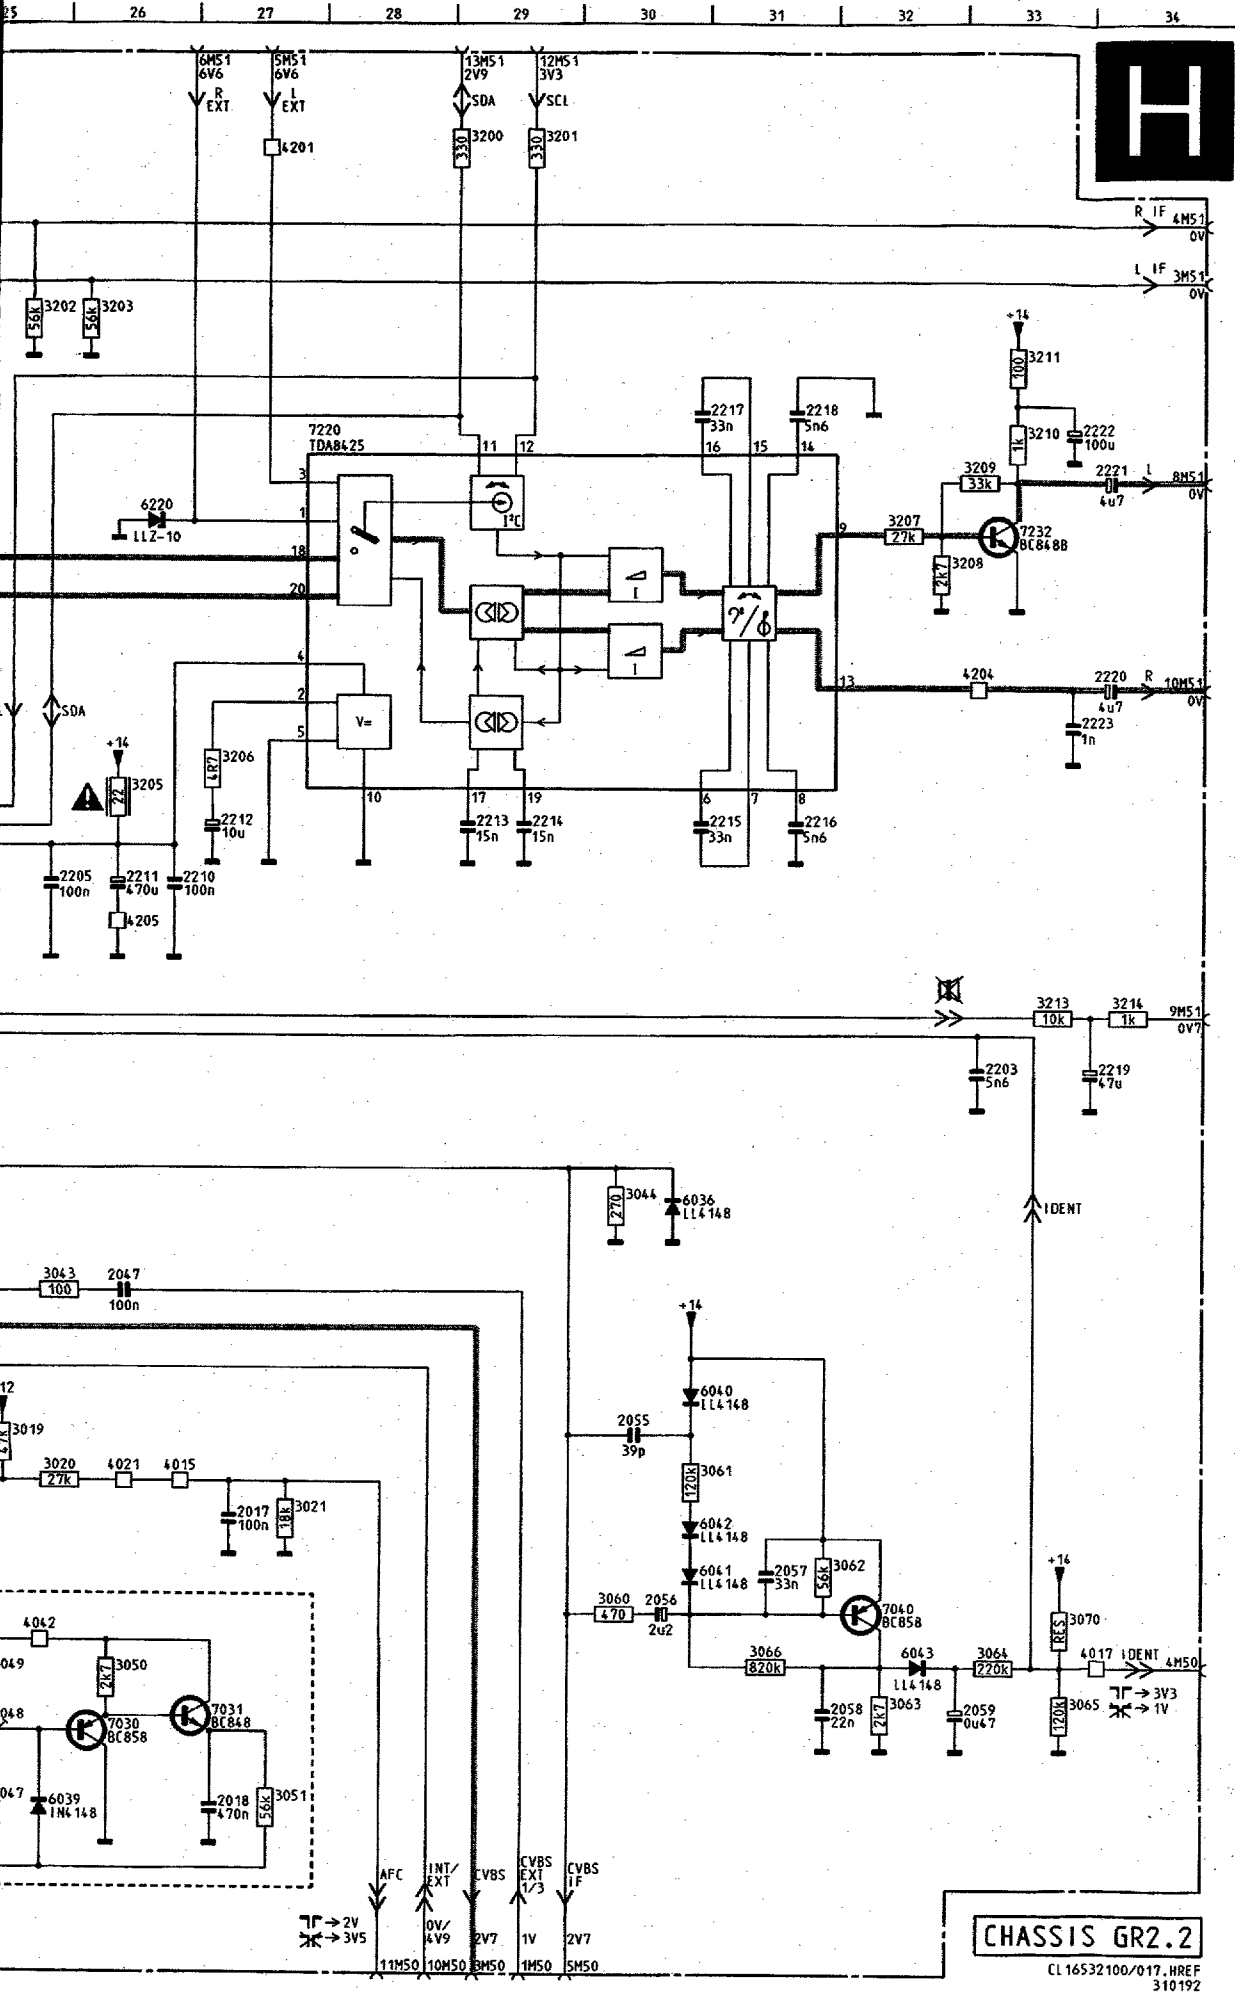 25 26 27 28 29 30 31 32 33 34
H
6M51 5M51 13M51 12M51
6V6 6V6 2V9 3V3
R EXT L EXT SDA SCL
4201 330 3200 330 3201
R IF 4M51
0V
L IF 3M51
0V
56k 3202 56k 3203
+14
100 3211
7220
TDA8425
11 12
2217
33n
2218
5n6
16 15 14
1k 3210
2222
100u
3
6220
LLZ-10
1
I²C
3209
33k
2221
4u7
L 8M51
0V
18
9
3207
27k
7232
BC848B
2k7 3208
20
I
I
4
13
4204
2220
4u7
R 10M51
0V
2223
1n
SDA
2
V=
5
+14
22 3205
4R7 3206
2212
10u
10 17 19 6 7 8
2213
15n
2214
15n
2215
33n
2216
5n6
2205
100n
2211
470u
2210
100n
4205
3213
10k
3214
1k
9M51
0V7
2203
5n6
2219
47u
270 3044
6036
LL4148
IDENT
3043
100
2047
100n
+14
6040
LL4148
12
47k 3019
2055
39p
3020
27k
4021 4015
120k 3061
2017
100n
18k 3021
6042
LL4148
6041
LL4148
2057
33n
56k 3062
+14
3060
470
2056
2u2
7040
BC858
RES 3070
4042
049
2k7 3050
3066
820k
6043
LL4148
3064
220k
4017 IDENT 4M50
→3V3
→1V
048
7030
BC858
7031
BC848
2058
22n
2k7 3063
2059
0u47
120k 3065
047
6039
1N4148
2018
470n
56k 3051
AFC INT/EXT CVBS CVBS EXT 1/3 CVBS IF
→2V
→3V5
0V/
4V9
2V7 1V 2V7
11M50 10M50 8M50 1M50 5M50
CHASSIS GR2.2
CL 16532100/017.HREF
310192